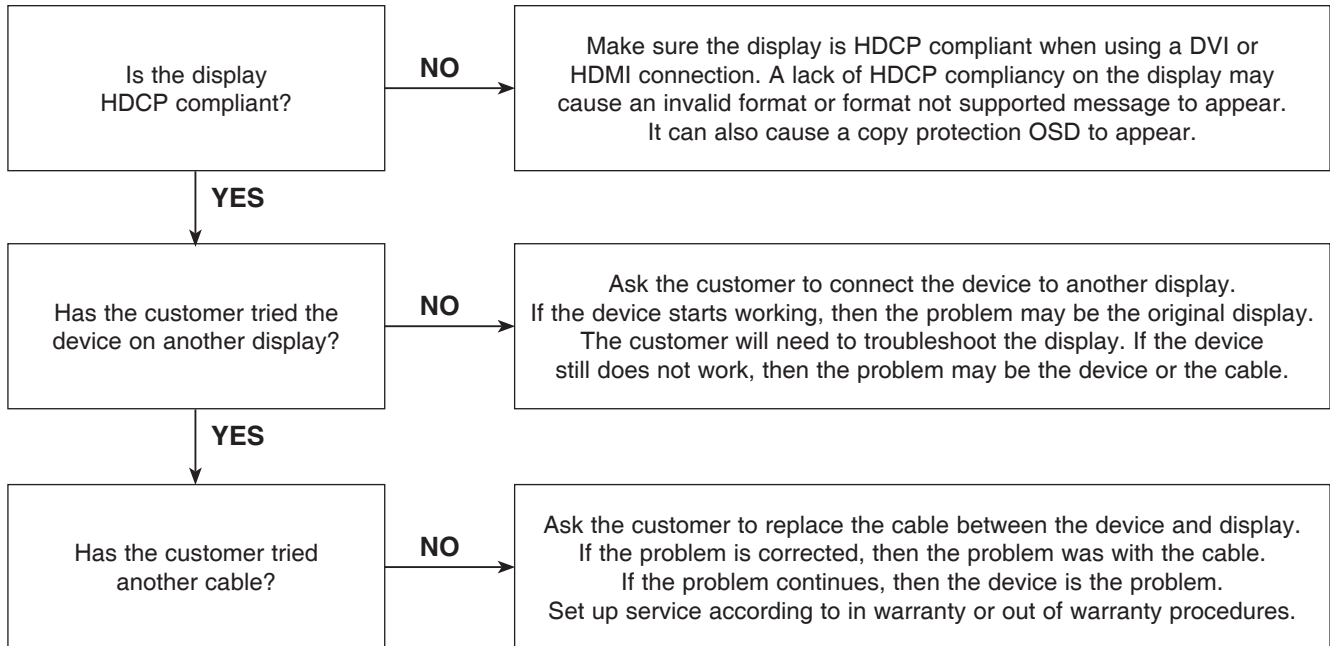 Is the display
HDCP compliant?
NO
Make sure the display is HDCP compliant when using a DVI or
HDMI connection. A lack of HDCP compliancy on the display may
cause an invalid format or format not supported message to appear.
It can also cause a copy protection OSD to appear.
YES
Has the customer tried the
device on another display?
NO
Ask the customer to connect the device to another display.
If the device starts working, then the problem may be the original display.
The customer will need to troubleshoot the display. If the device
still does not work, then the problem may be the device or the cable.
YES
Has the customer tried
another cable?
NO
Ask the customer to replace the cable between the device and display.
If the problem is corrected, then the problem was with the cable.
If the problem continues, then the device is the problem.
Set up service according to in warranty or out of warranty procedures.